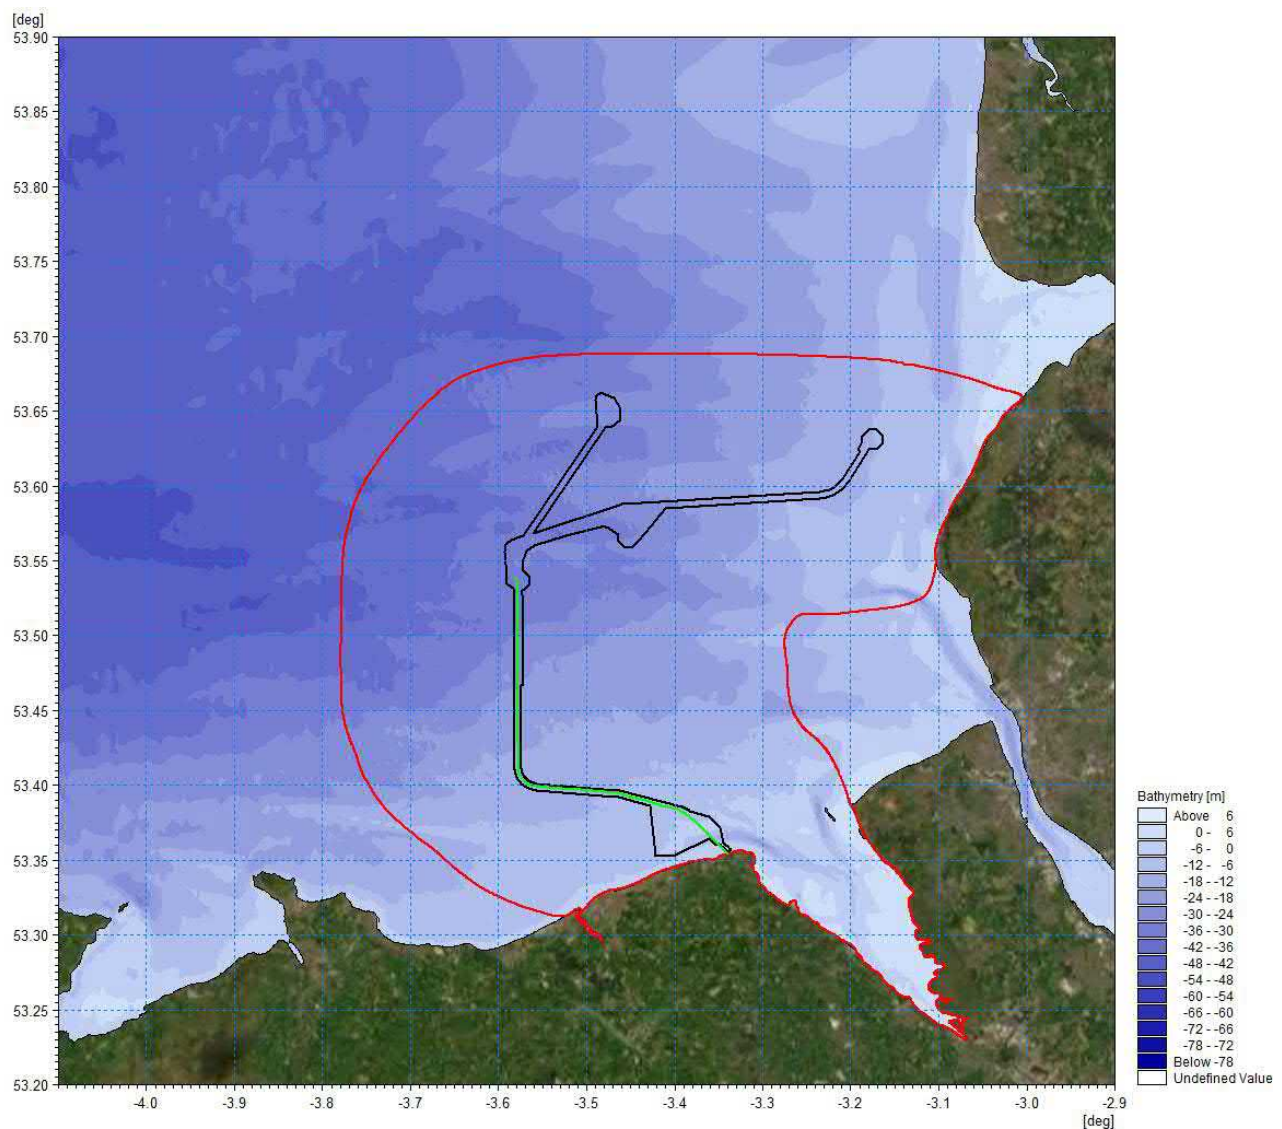 [deg]
53.90
53.85
53.80
53.75
53.70
53.65
53.60
53.55
53.50
53.45
53.40
53.35
53.30
53.25
53.20
-4.0 -3.9 -3.8 -3.7 -3.6 -3.5 -3.4 -3.3 -3.2 -3.1 -3.0 -2.9
[deg]
Bathymetry [m]
Above 6
0 - 6
-6 - 0
-12 - -6
-18 - -12
-24 - -18
-30 - -24
-36 - -30
-42 - -36
-48 - -42
-54 - -48
-60 - -54
-66 - -60
-72 - -66
-78 - -72
Below -78
Undefined Value